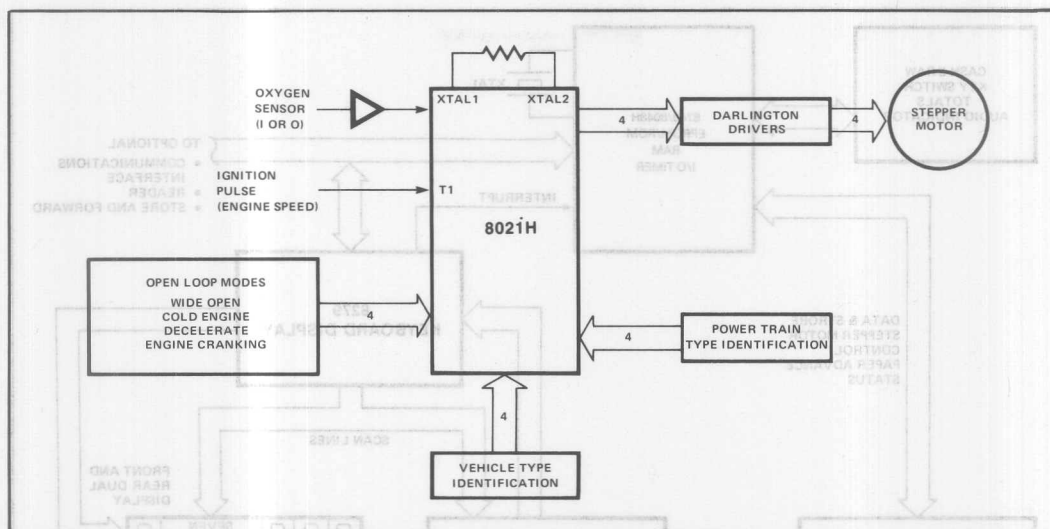 OXYGEN
SENSOR
(I OR O)
XTAL1
XTAL2
4
DARLINGTON
DRIVERS
4
STEPPER
MOTOR
IGNITION
PULSE
(ENGINE SPEED)
T1
8021H
OPEN LOOP MODES
WIDE OPEN
COLD ENGINE
DECELERATE
ENGINE CRANKING
4
4
POWER TRAIN
TYPE IDENTIFICATION
4
VEHICLE TYPE
IDENTIFICATION